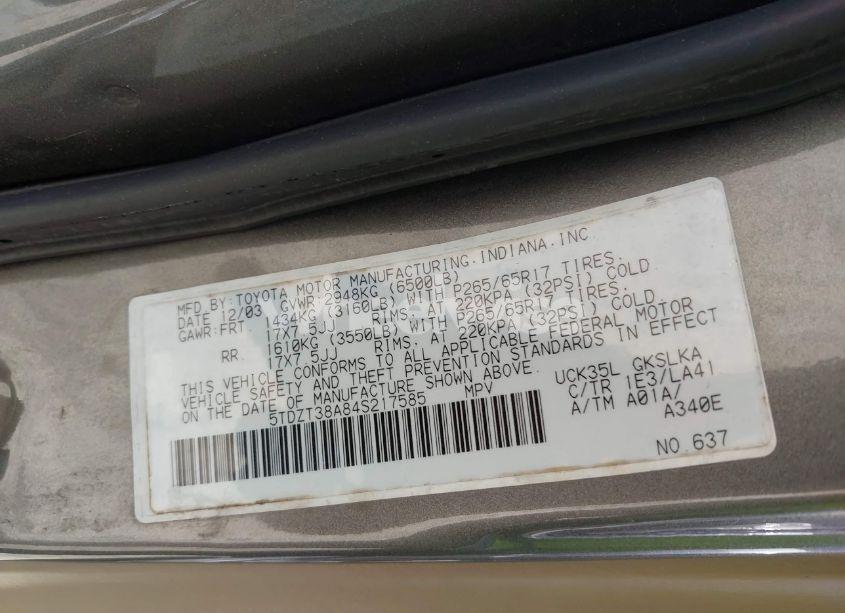 MFD.BY:TOYOTA MOTOR MANUFACTURING.INDIANA.INC
DATE 12/03 GVWR:2948KG (6500LB)
GAWR:FRT. 1434KG (3160LB) WITH P265/65R17 TIRES,
17X7.5JJ RIMS, AT 220KPA (32PSI) COLD
RR. 1610KG (3550LB) WITH P265/65R17 TIRES,
17X7.5JJ RIMS, AT 220KPA (32PSI) COLD.
THIS VEHICLE CONFORMS TO ALL APPLICABLE FEDERAL MOTOR
VEHICLE SAFETY AND THEFT PREVENTION STANDARDS IN EFFECT
ON THE DATE OF MANUFACTURE SHOWN ABOVE.
5TDZT38A84S217585 MPV
UCK35L GKSLKA
C/TR 1E3/LA41
A/TM A01A/
A340E
NO.637